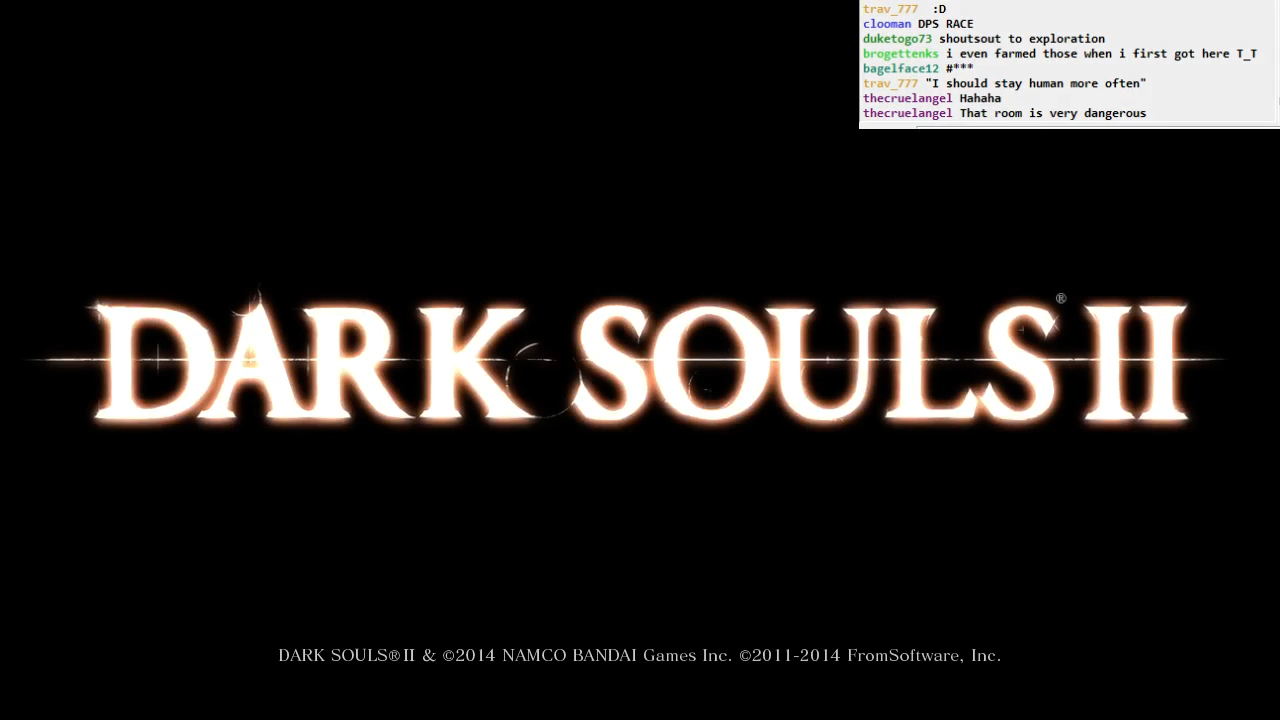 trav_777 :D
clooman DPS RACE
duketogo73 shoutsout to exploration
brogettenks i even farmed those when i first got here T_T
bagelface12 #***
trav_777 "I should stay human more often"
thecruelangel Hahaha
thecruelangel That room is very dangerous
DARK SOULS II ®
DARK SOULS® II & ©2014 NAMCO BANDAI Games Inc. ©2011-2014 FromSoftware, Inc.